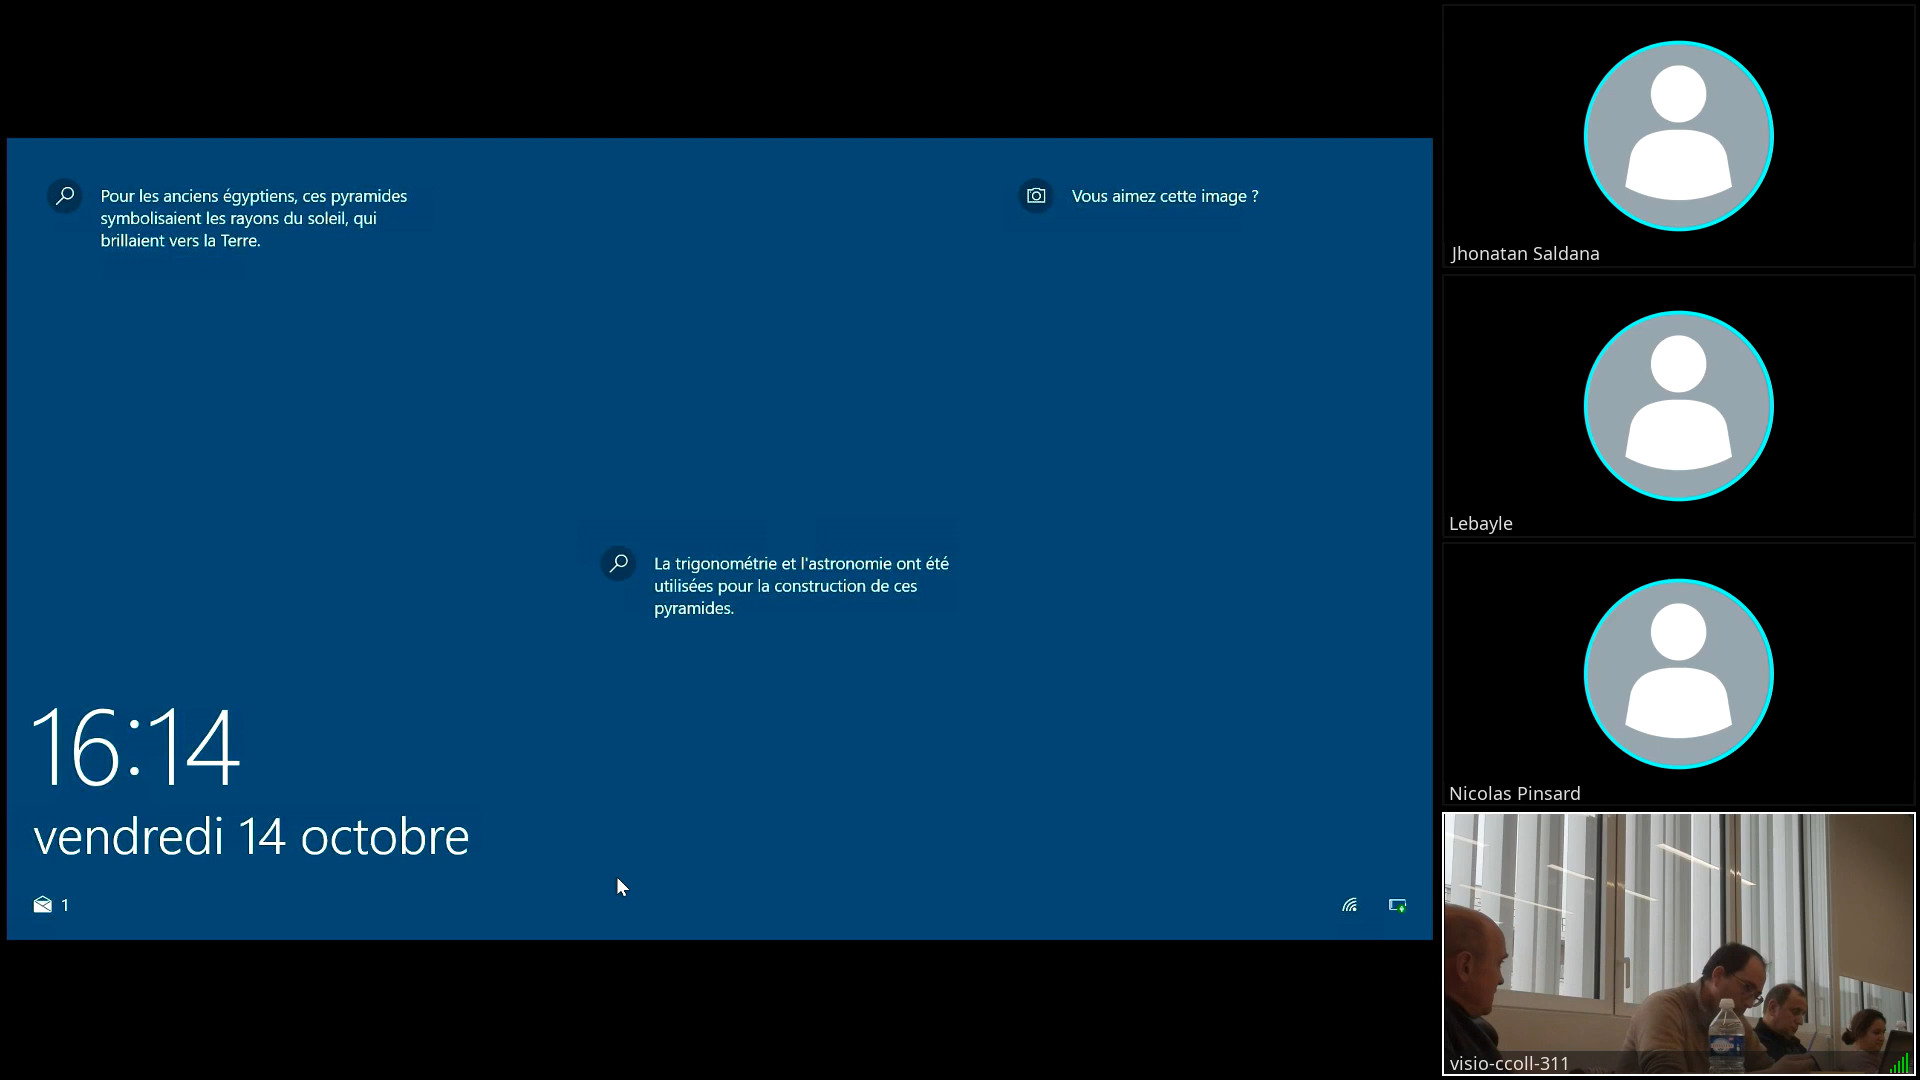 Pour les anciens égyptiens, ces pyramides
symbolisaient les rayons du soleil, qui
brillaient vers la Terre.
Vous aimez cette image ?
La trigonométrie et l'astronomie ont été
utilisées pour la construction de ces
pyramides.
16:14
vendredi 14 octobre
1
Jhonatan Saldana
Lebayle
Nicolas Pinsard
visio-ccoll-311